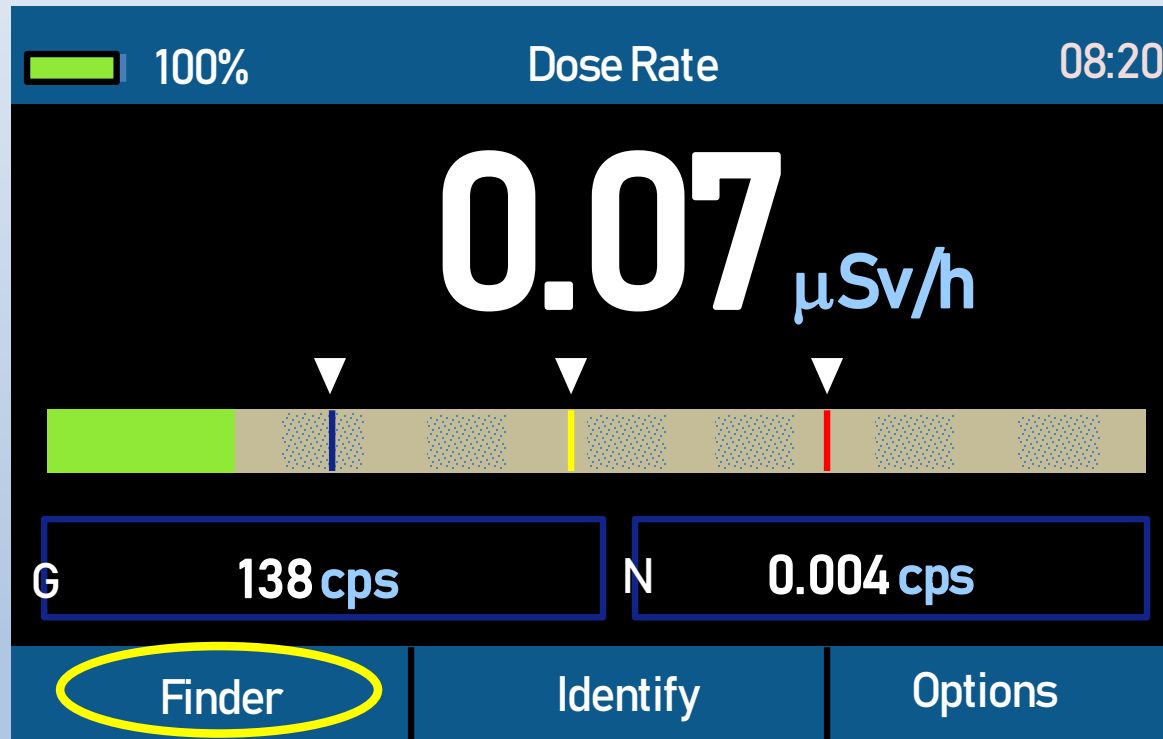 100% Dose Rate 08:20
0.07 μSv/h
G 138 cps N 0.004 cps
Finder Identify Options